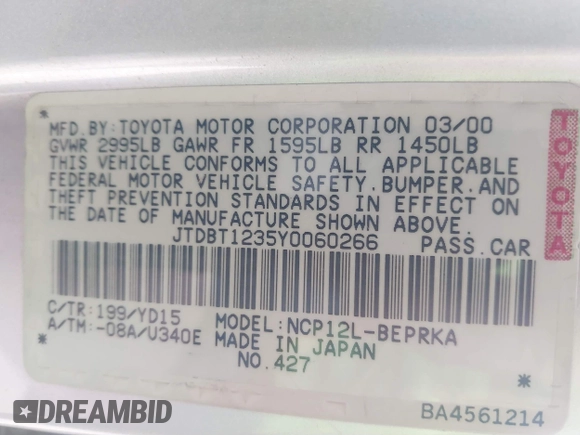 MFD.BY:TOYOTA MOTOR CORPORATION 03/00
GVWR 2995LB GAWR FR 1595LB RR 1450LB
THIS VEHICLE CONFORMS TO ALL APPLICABLE
FEDERAL MOTOR VEHICLE SAFETY.BUMPER.AND
THEFT PREVENTION STANDARDS IN EFFECT ON
THE DATE OF MANUFACTURE SHOWN ABOVE.
JTDBT1235Y0060266 PASS.CAR
C/TR:199/YD15 MODEL:NCP12L-BEPRKA
A/TM:-08A/U340E MADE IN JAPAN
NO.427
BA4561214
TOYOTA
DREAMBID